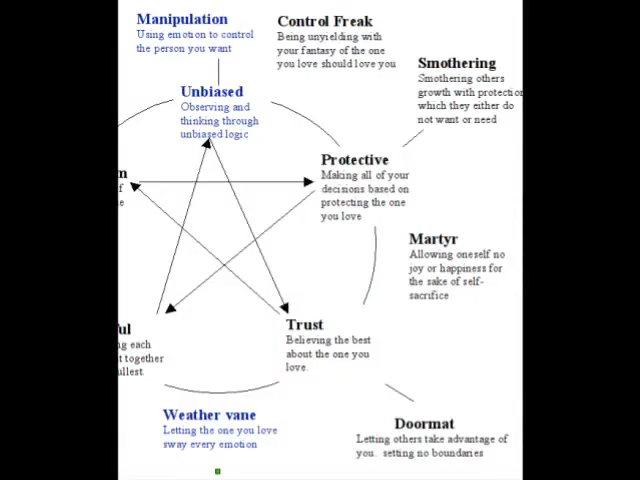 Manipulation
Using emotion to control
the person you want
Control Freak
Being unyielding with
your fantasy of the one
you love should love you
Smothering
Smothering others
growth with protection
which they either do
not want or need
Unbiased
Observing and
thinking through
unbiased logic
Protective
Making all of your
decisions based on
protecting the one
you love
n
f
e
Martyr
Allowing oneself no
joy or happiness for
the sake of self-
sacrifice
ul
ng each
t together
ullest.
Trust
Believing the best
about the one you
love.
Weather vane
Letting the one you love
sway every emotion
Doormat
Letting others take advantage of
you. setting no boundaries